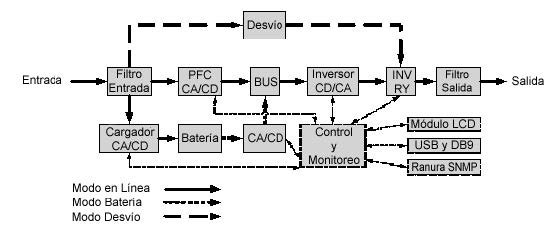 Desvío
Entraca
Filtro
Entrada
PFC
CA/CD
BUS
Inversor
CD/CA
INV
RY
Filtro
Salida
Salida
Cargador
CA/CD
Batería
CA/CD
Control
y
Monitoreo
Módulo LCD
USB y DB9
Ranura SNMP
Modo en Línea
Modo Bateria
Modo Desvío